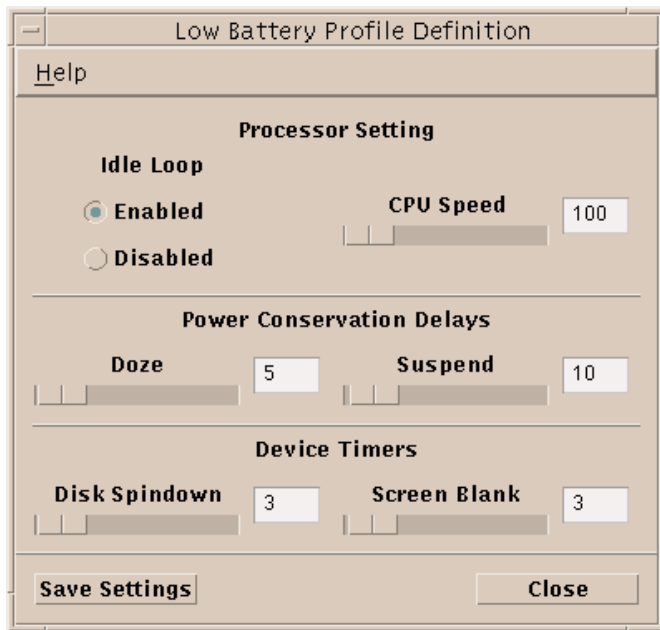 Low Battery Profile Definition
Help
Processor Setting
Idle Loop
Enabled
CPU Speed 100
Disabled
Power Conservation Delays
Doze 5 Suspend 10
Device Timers
Disk Spindown 3 Screen Blank 3
Save Settings Close